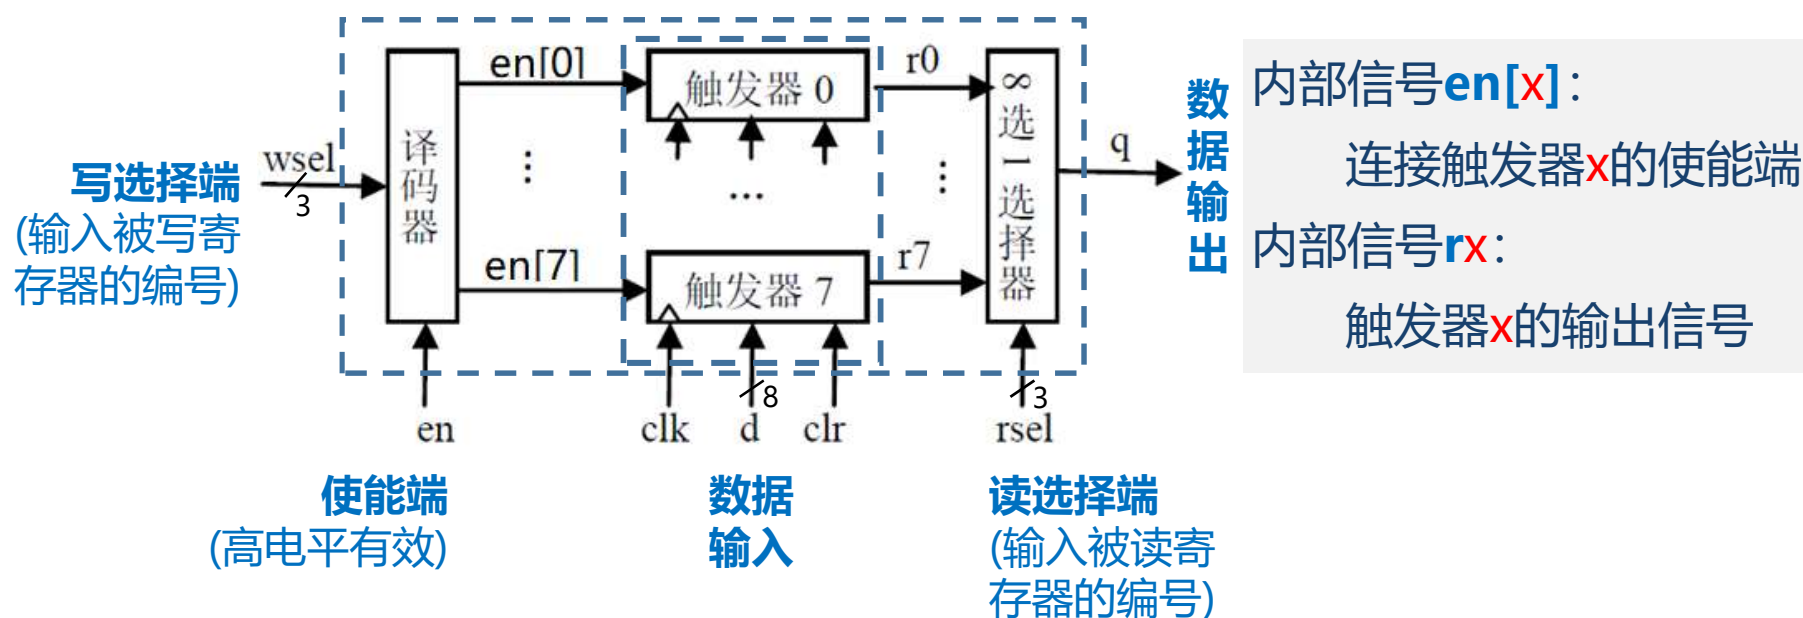 写选择端
(输入被写寄
存器的编号)
wsel
3
译码器
en
使能端
(高电平有效)
en[0]
⋮
en[7]
触发器 0
...
触发器 7
clk
d
8
clr
数据
输入
r0
⋮
r7
8选1选择器
3
rsel
读选择端
(输入被读寄
存器的编号)
q
数据输出
内部信号en[x]：
连接触发器x的使能端
内部信号rx：
触发器x的输出信号